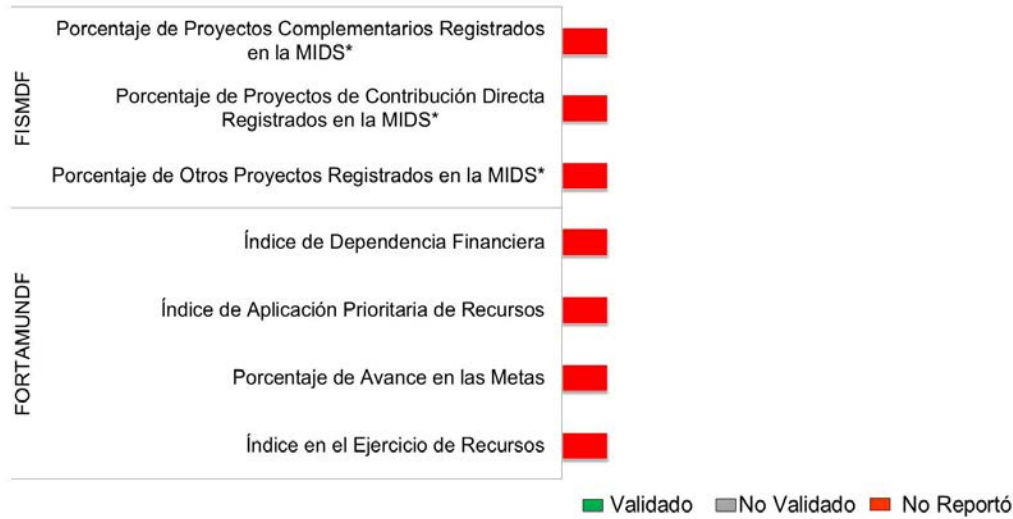 FISMDF
Porcentaje de Proyectos Complementarios Registrados
en la MIDS*
Porcentaje de Proyectos de Contribución Directa
Registrados en la MIDS*
Porcentaje de Otros Proyectos Registrados en la MIDS*
FORTAMUNDF
Índice de Dependencia Financiera
Índice de Aplicación Prioritaria de Recursos
Porcentaje de Avance en las Metas
Índice en el Ejercicio de Recursos
Validado No Validado No Reportó